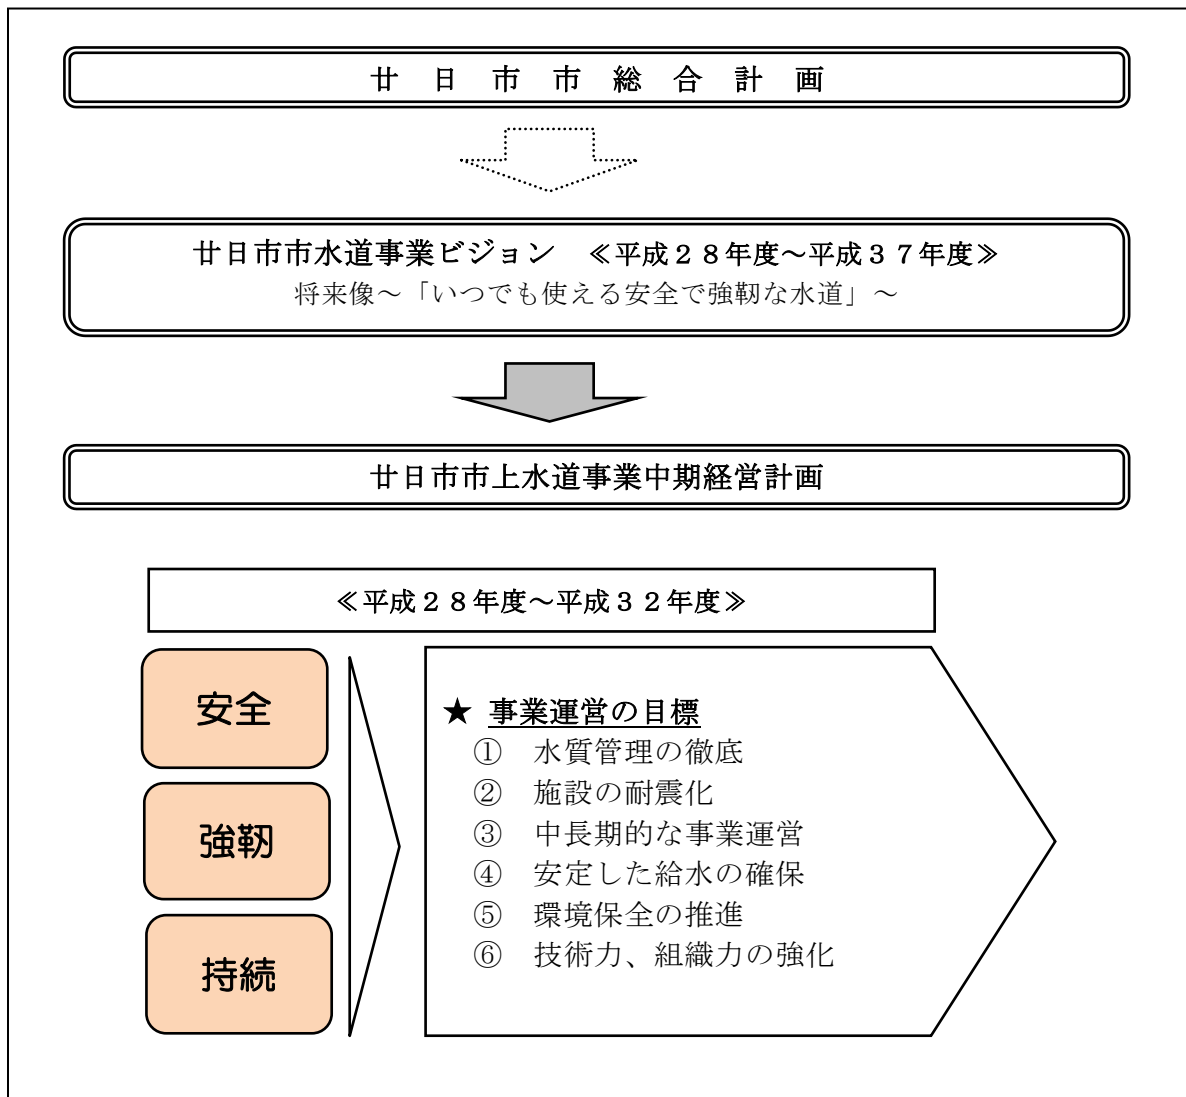 廿日市市総合計画
廿日市市水道事業ビジョン　≪平成２８年度～平成３７年度≫
将来像～「いつでも使える安全で強靭な水道」～
廿日市市上水道事業中期経営計画
≪平成２８年度～平成３２年度≫
安全
強靭
持続
★ 事業運営の目標
①　水質管理の徹底
②　施設の耐震化
③　中長期的な事業運営
④　安定した給水の確保
⑤　環境保全の推進
⑥　技術力、組織力の強化